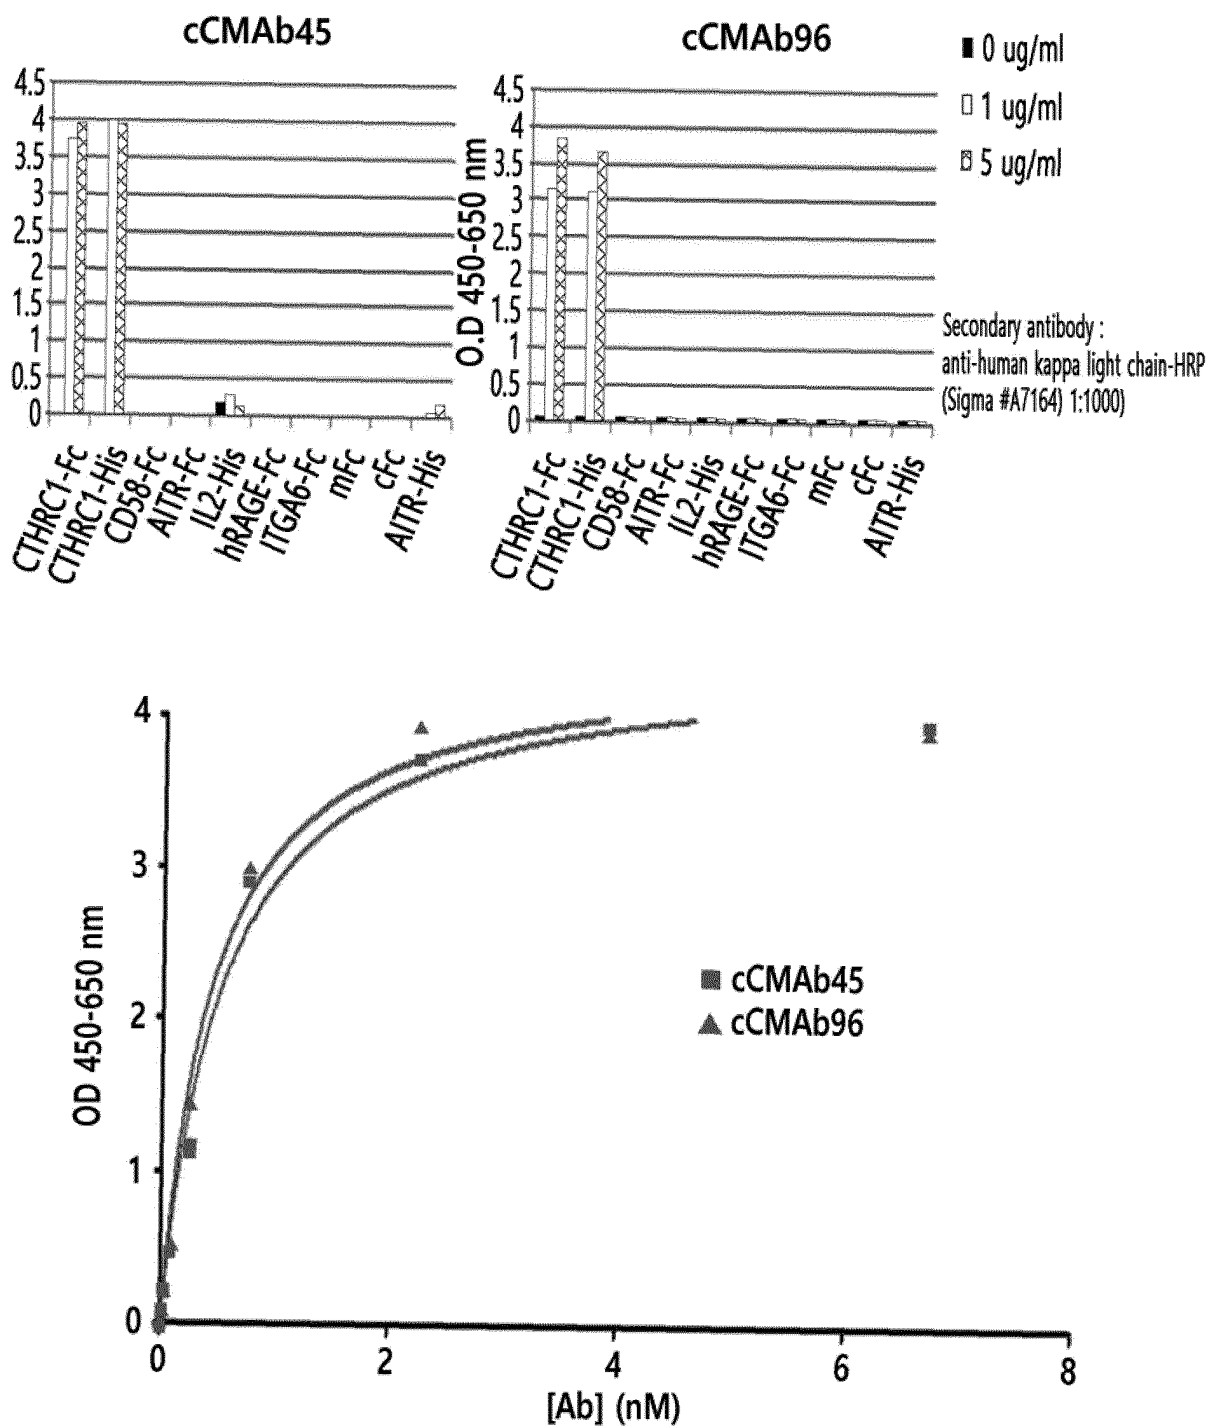 cCMAb45
4.5
4
3.5
3
2.5
2
1.5
1
0.5
0
CTHRC1-Fc
CTHRC1-His
CD58-Fc
AITR-Fc
IL2-His
hRAGE-Fc
ITGA6-Fc
mFc
cFc
AITR-His
cCMAb96
O.D 450-650 nm
4.5
4
3.5
3
2.5
2
1.5
1
0.5
0
CTHRC1-Fc
CTHRC1-His
CD58-Fc
AITR-Fc
IL2-His
hRAGE-Fc
ITGA6-Fc
mFc
cFc
AITR-His
0 ug/ml
1 ug/ml
5 ug/ml
Secondary antibody :
anti-human kappa light chain-HRP
(Sigma #A7164) 1:1000)
OD 450-650 nm
4
3
2
1
0
cCMAb45
cCMAb96
0
2
4
6
8
[Ab] (nM)